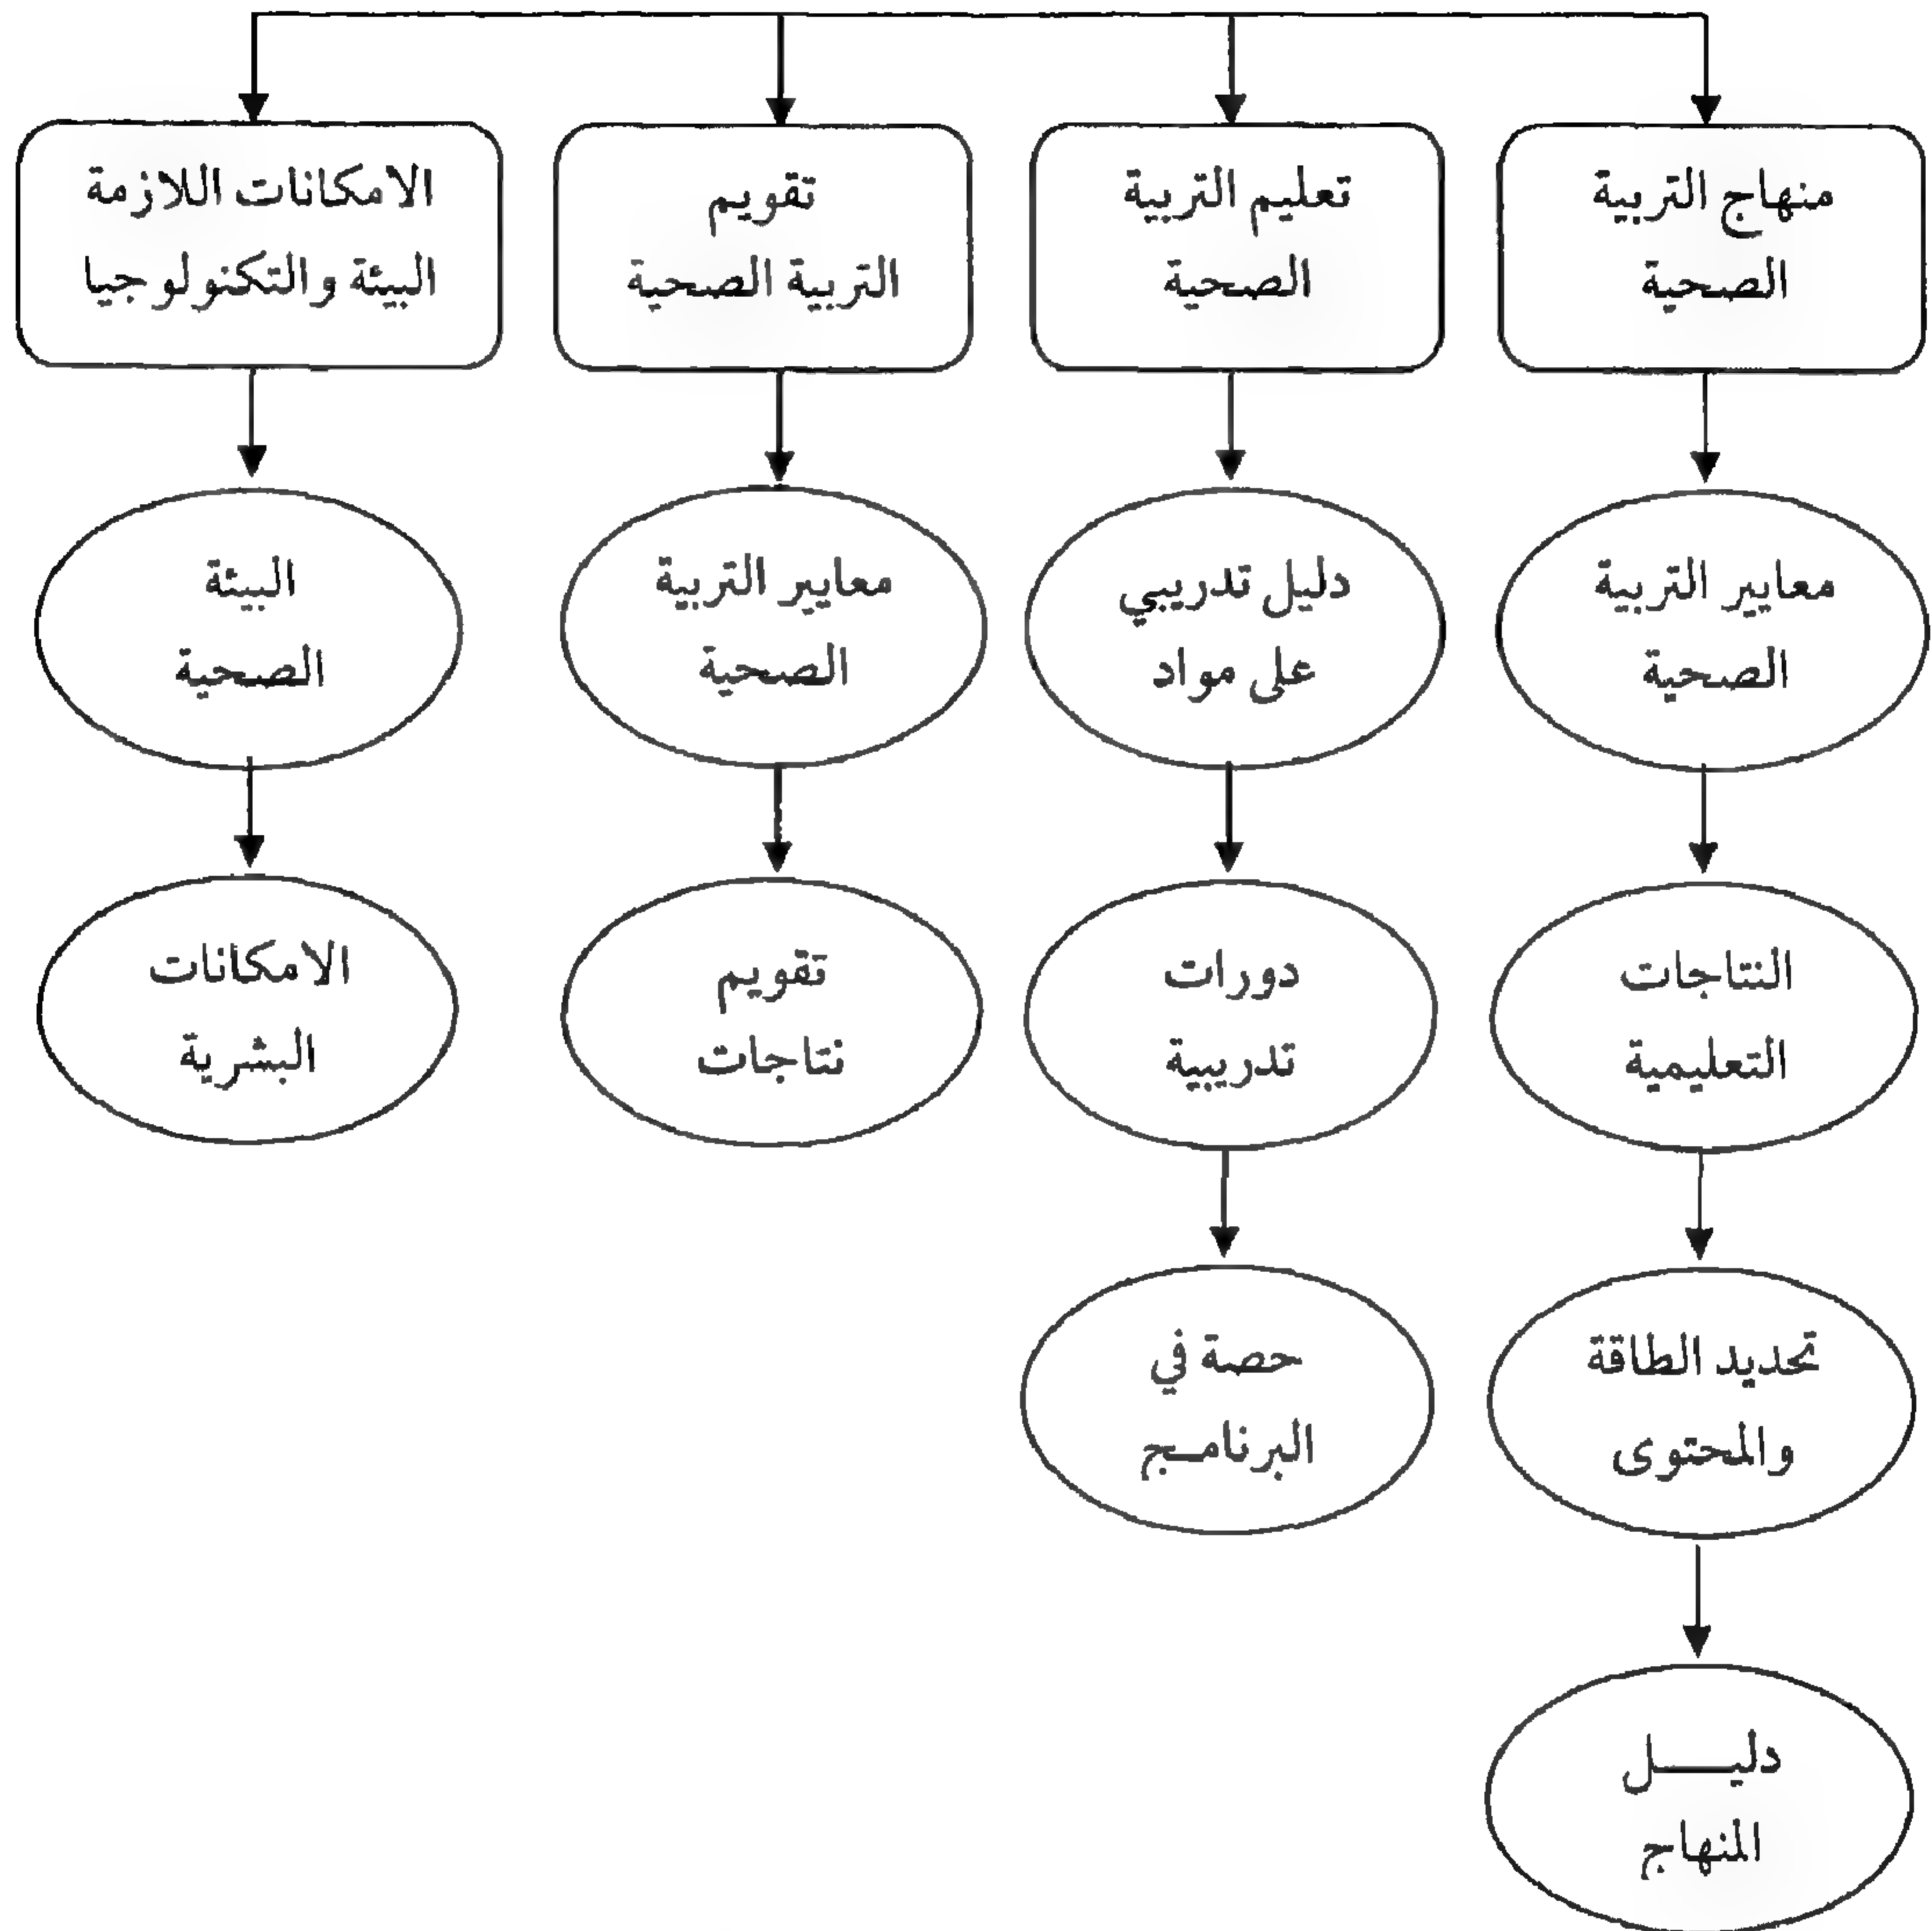 منهاج التربية
الصحية
تعليم التربية
الصحية
تقويم
التربية الصحية
الامكانات اللازمة
البيئة والتكنولوجيا
معايير التربية
الصحية
دليل تدريبي
على مواد
معايير التربية
الصحية
البيئة
الصحية
النتاجات
التعليمية
دورات
تدريبية
تقويم
نتاجات
الامكانات
البشرية
تحديد الطاقة
والمحتوى
حصة في
البرنامج
دليل
المنهاج